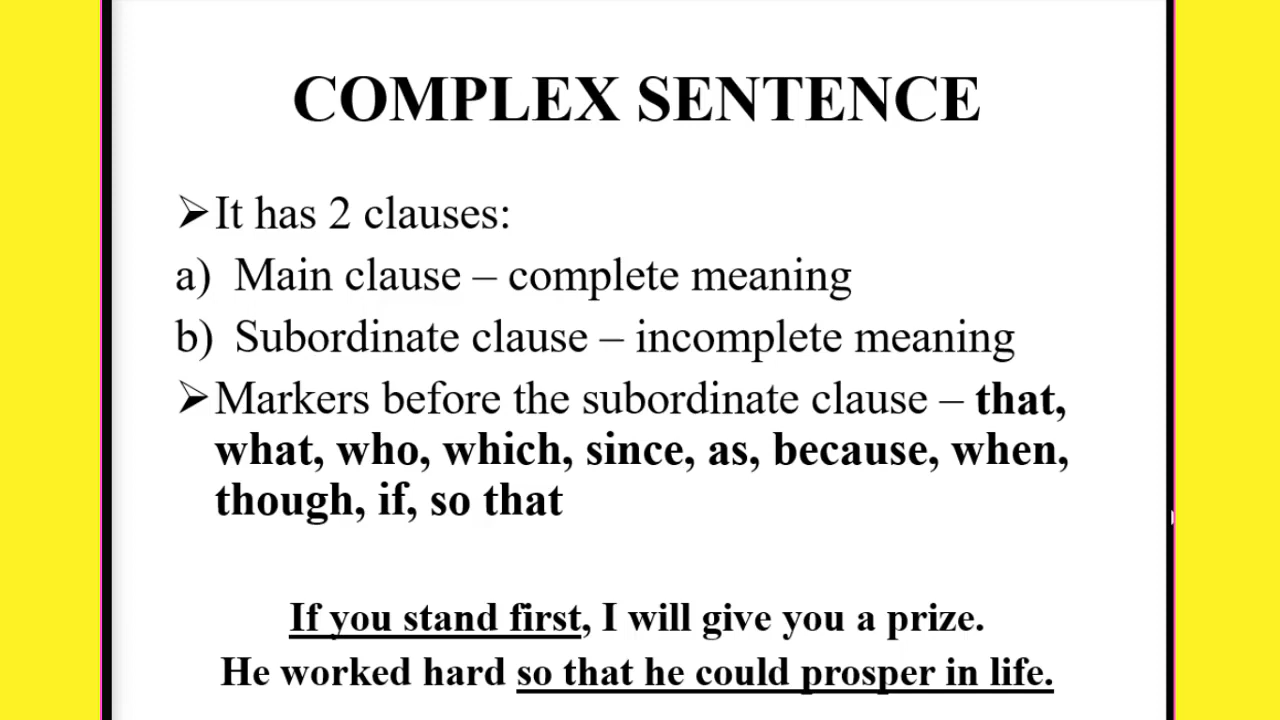 COMPLEX SENTENCE
➢It has 2 clauses:
a) Main clause – complete meaning
b) Subordinate clause – incomplete meaning
➢Markers before the subordinate clause – that,
what, who, which, since, as, because, when,
though, if, so that
If you stand first, I will give you a prize.
He worked hard so that he could prosper in life.